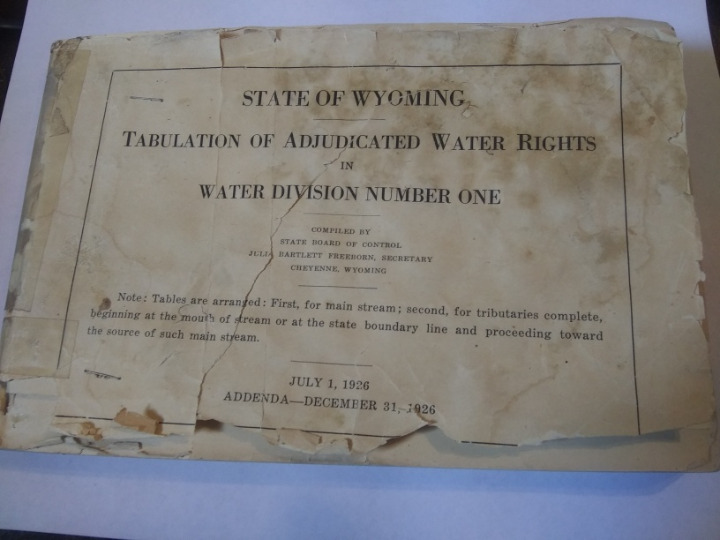 STATE OF WYOMING
TABULATION OF ADJUDICATED WATER RIGHTS
IN
WATER DIVISION NUMBER ONE
COMPILED BY
STATE BOARD OF CONTROL
JULIA BARTLETT FREEBORN, SECRETARY
CHEYENNE, WYOMING
Note: Tables are arranged: First, for main stream; second, for tributaries complete,
beginning at the mouth of stream or at the state boundary line and proceeding toward
the source of such main stream.
JULY 1, 1926
ADDENDA—DECEMBER 31, 1926